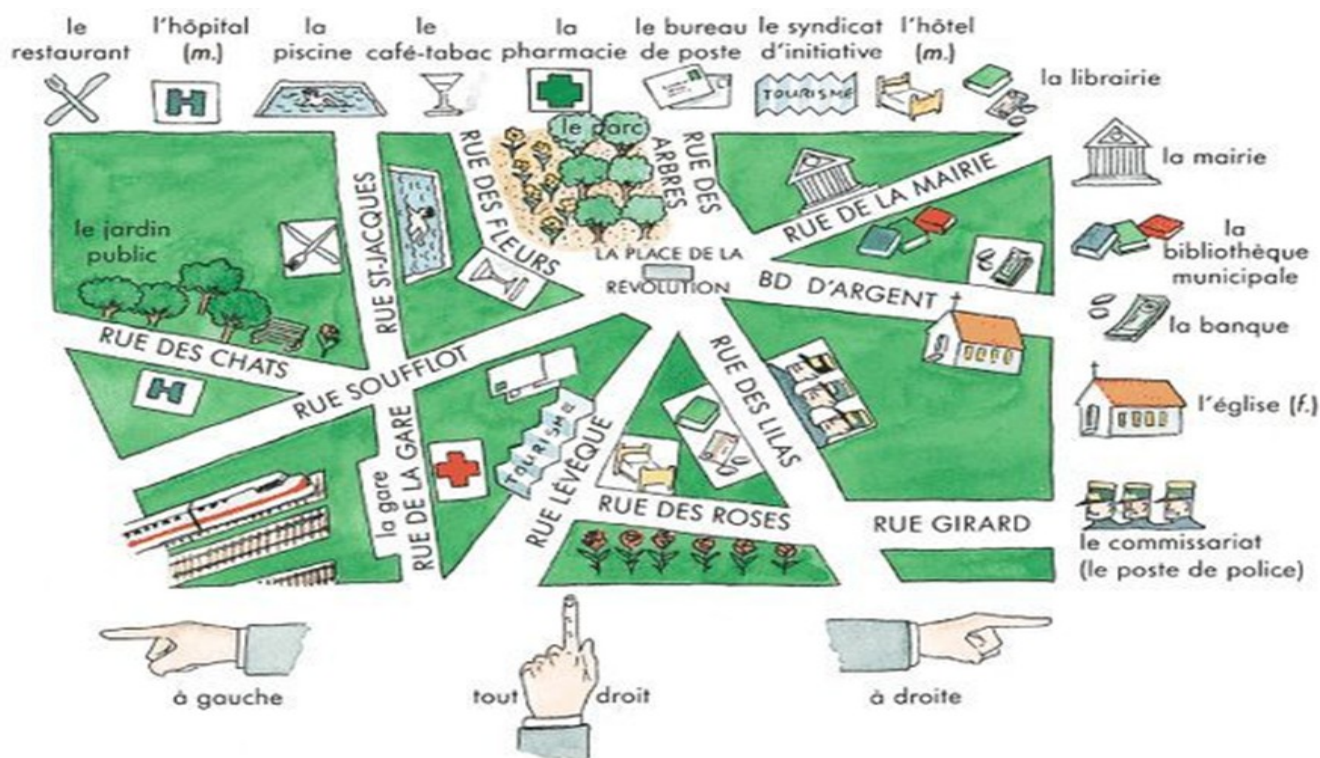 le restaurant
l'hôpital (m.)
la piscine
le café-tabac
la pharmacie
le bureau de poste
le syndicat d'initiative
l'hôtel (m.)
la librairie
TOURISME
H
la mairie
la bibliothèque municipale
la banque
l'église (f.)
le commissariat
(le poste de police)
le parc
RUE DES FLEURS
RUE DES ARBRES
RUE DE LA MAIRIE
RUE ST-JACQUES
le jardin public
LA PLACE DE LA RÉVOLUTION
BD D'ARGENT
RUE DES CHATS
H
RUE SOUFFLOT
RUE DES LILAS
TOURISME
la gare
RUE DE LA GARE
RUE LÉVÊQUE
RUE DES ROSES
RUE GIRARD
à gauche
tout droit
à droite